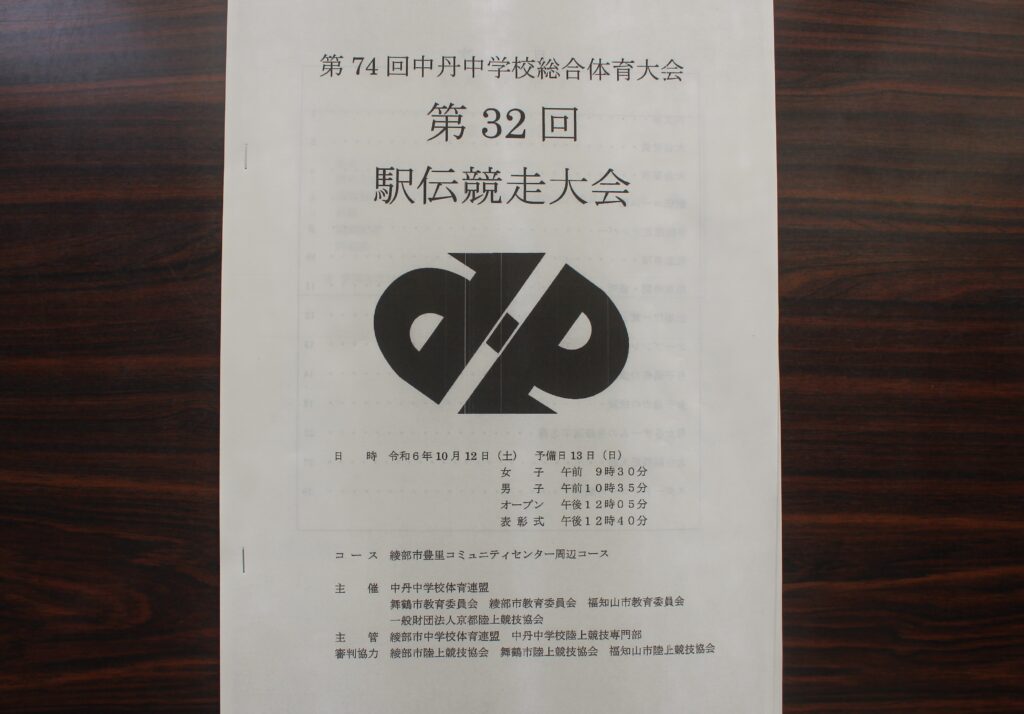 第74回中丹中学校総合体育大会
第32回
駅伝競走大会
日時 令和6年10月12日（土） 予備日13日（日）
女子 午前 9時30分
男子 午前10時35分
オープン 午後12時05分
表彰式 午後12時40分
コース 綾部市豊里コミュニティセンター周辺コース
主催 中丹中学校体育連盟
舞鶴市教育委員会 綾部市教育委員会 福知山市教育委員会
一般財団法人京都陸上競技協会
主管 綾部市中学校体育連盟 中丹中学校陸上競技専門部
審判協力 綾部市陸上競技協会 舞鶴市陸上競技協会 福知山市陸上競技協会